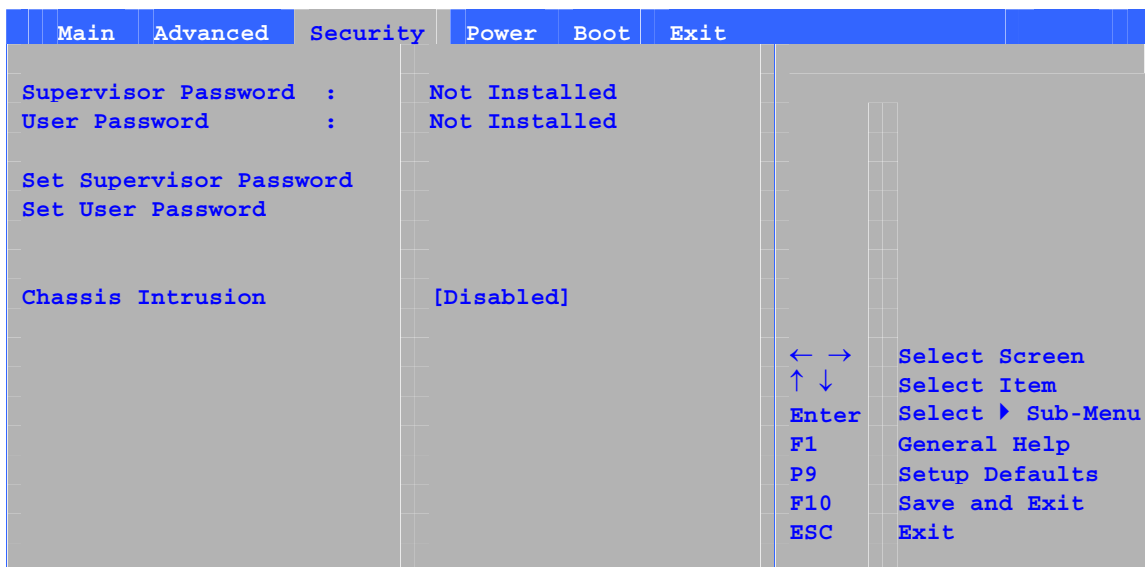 Main Advanced Security Power Boot Exit
Supervisor Password : Not Installed
User Password : Not Installed
Set Supervisor Password
Set User Password
Chassis Intrusion [Disabled]
← → Select Screen
↑ ↓ Select Item
Enter Select ▶ Sub-Menu
F1 General Help
P9 Setup Defaults
F10 Save and Exit
ESC Exit